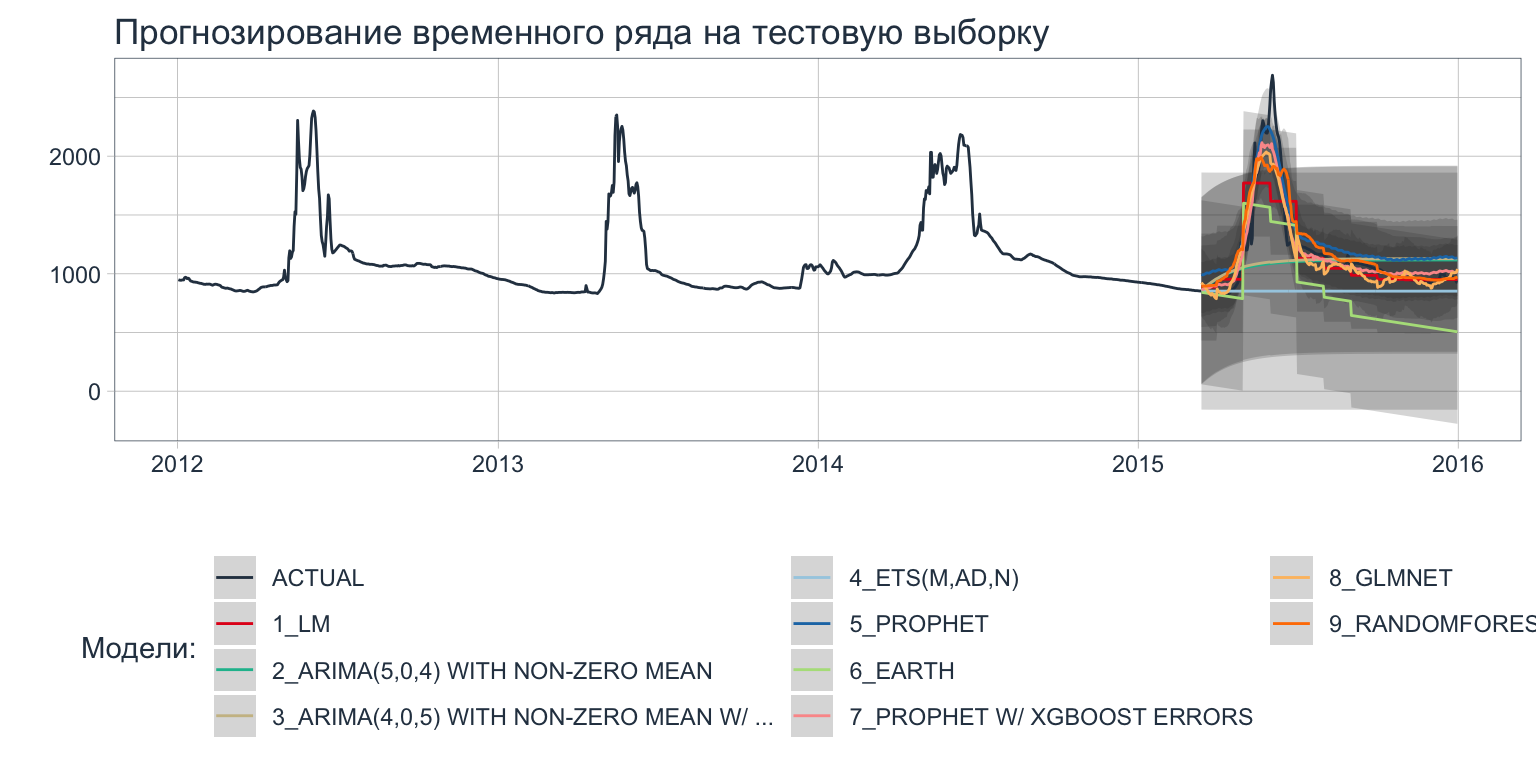 Прогнозирование временного ряда на тестовую выборку
2000
1000
0
2012 2013 2014 2015 2016
Модели:
ACTUAL
1_LM
2_ARIMA(5,0,4) WITH NON-ZERO MEAN
3_ARIMA(4,0,5) WITH NON-ZERO MEAN W/ ...
4_ETS(M,AD,N)
5_PROPHET
6_EARTH
7_PROPHET W/ XGBOOST ERRORS
8_GLMNET
9_RANDOMFORES